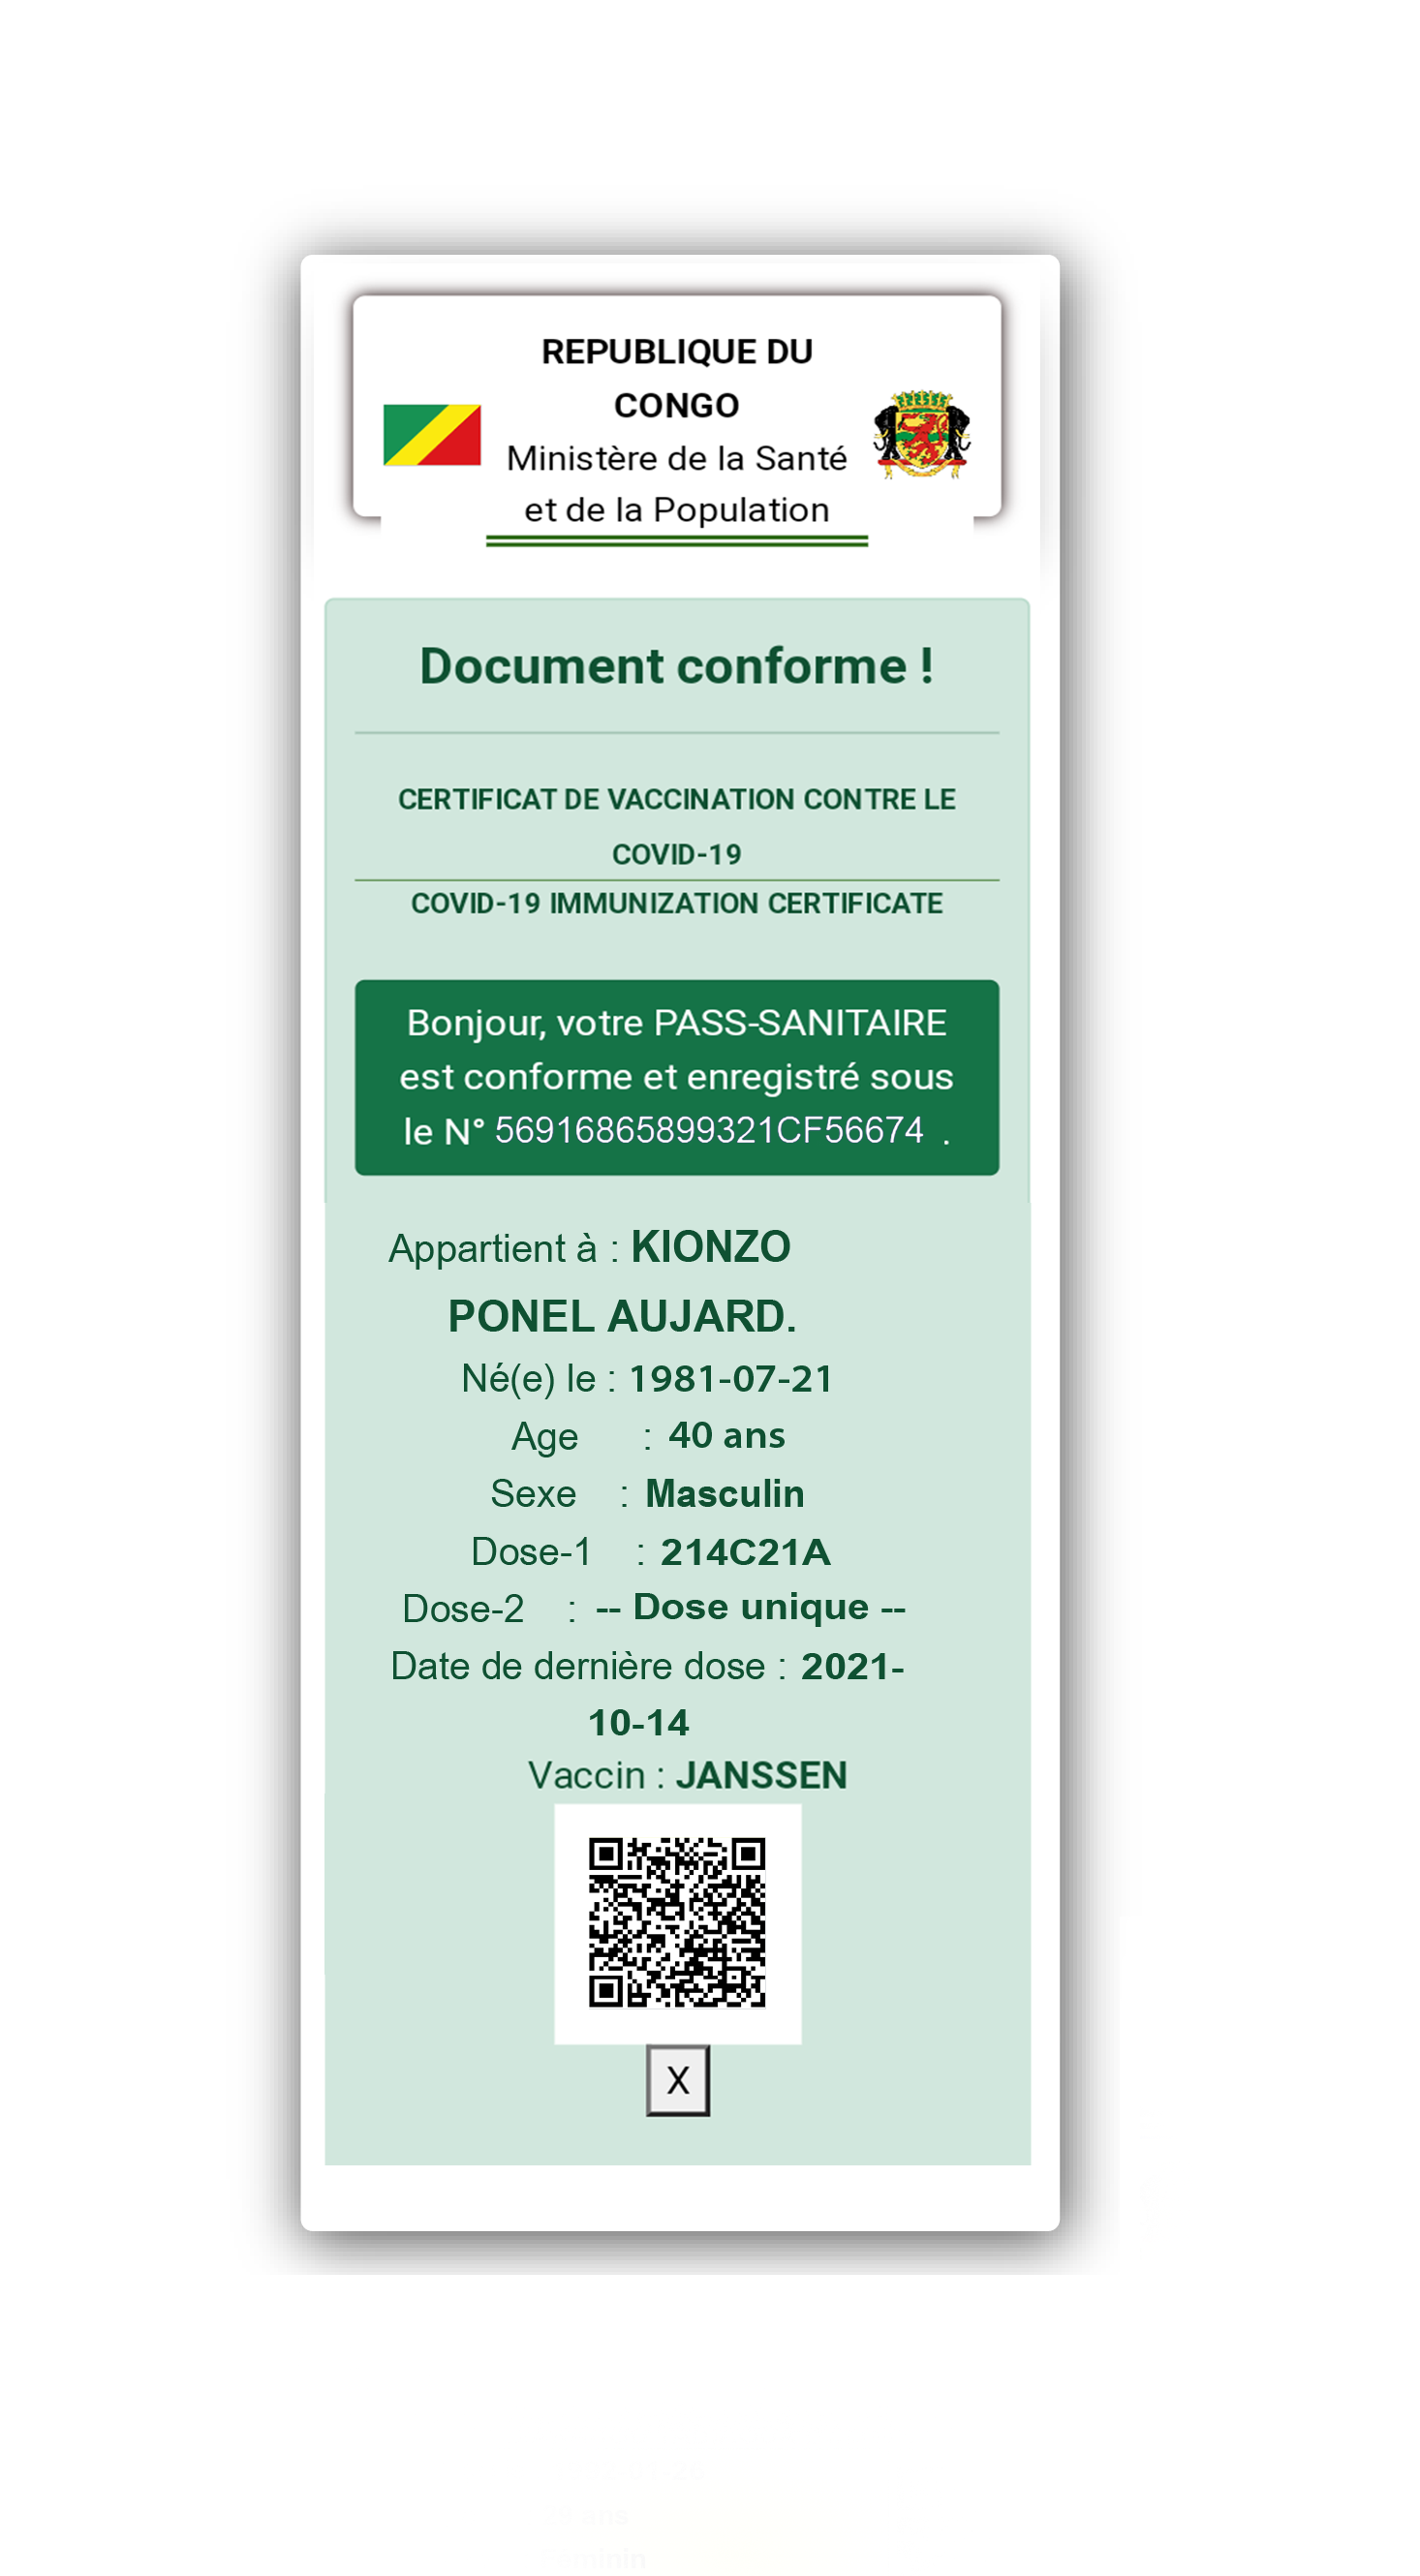 REPUBLIQUE DU
CONGO
Ministère de la Santé
et de la Population
Document conforme !
CERTIFICAT DE VACCINATION CONTRE LE
COVID-19
COVID-19 IMMUNIZATION CERTIFICATE
Bonjour, votre PASS-SANITAIRE
est conforme et enregistré sous
le N° 56916865899321CF56674 .
Appartient à : KIONZO
PONEL AUJARD.
Né(e) le : 1981-07-21
Age : 40 ans
Sexe : Masculin
Dose-1 : 214C21A
Dose-2 : -- Dose unique --
Date de dernière dose : 2021-
10-14
Vaccin : JANSSEN
X